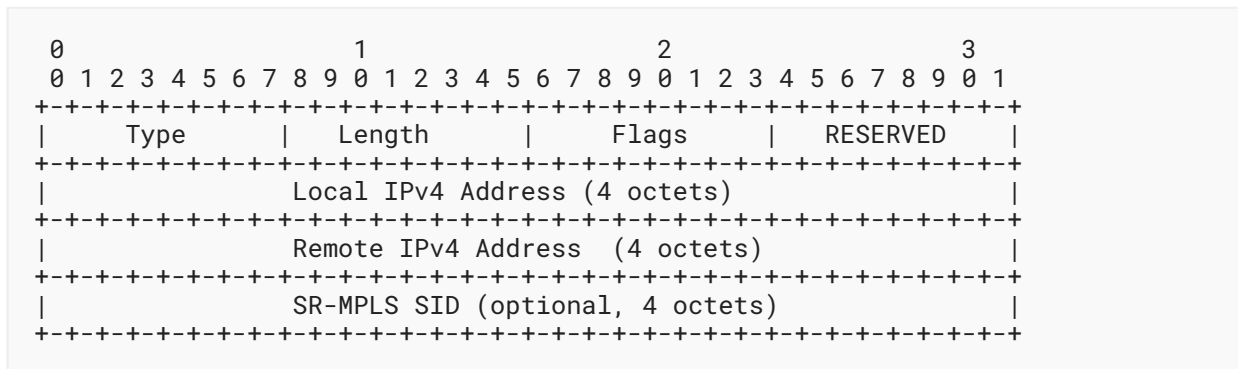 0                   1                   2                   3
 0 1 2 3 4 5 6 7 8 9 0 1 2 3 4 5 6 7 8 9 0 1 2 3 4 5 6 7 8 9 0 1
+-+-+-+-+-+-+-+-+-+-+-+-+-+-+-+-+-+-+-+-+-+-+-+-+-+-+-+-+-+-+-+-+
|     Type      |   Length      |     Flags     |   RESERVED    |
+-+-+-+-+-+-+-+-+-+-+-+-+-+-+-+-+-+-+-+-+-+-+-+-+-+-+-+-+-+-+-+-+
|                Local IPv4 Address (4 octets)                  |
+-+-+-+-+-+-+-+-+-+-+-+-+-+-+-+-+-+-+-+-+-+-+-+-+-+-+-+-+-+-+-+-+
|                Remote IPv4 Address  (4 octets)                |
+-+-+-+-+-+-+-+-+-+-+-+-+-+-+-+-+-+-+-+-+-+-+-+-+-+-+-+-+-+-+-+-+
|                SR-MPLS SID (optional, 4 octets)               |
+-+-+-+-+-+-+-+-+-+-+-+-+-+-+-+-+-+-+-+-+-+-+-+-+-+-+-+-+-+-+-+-+